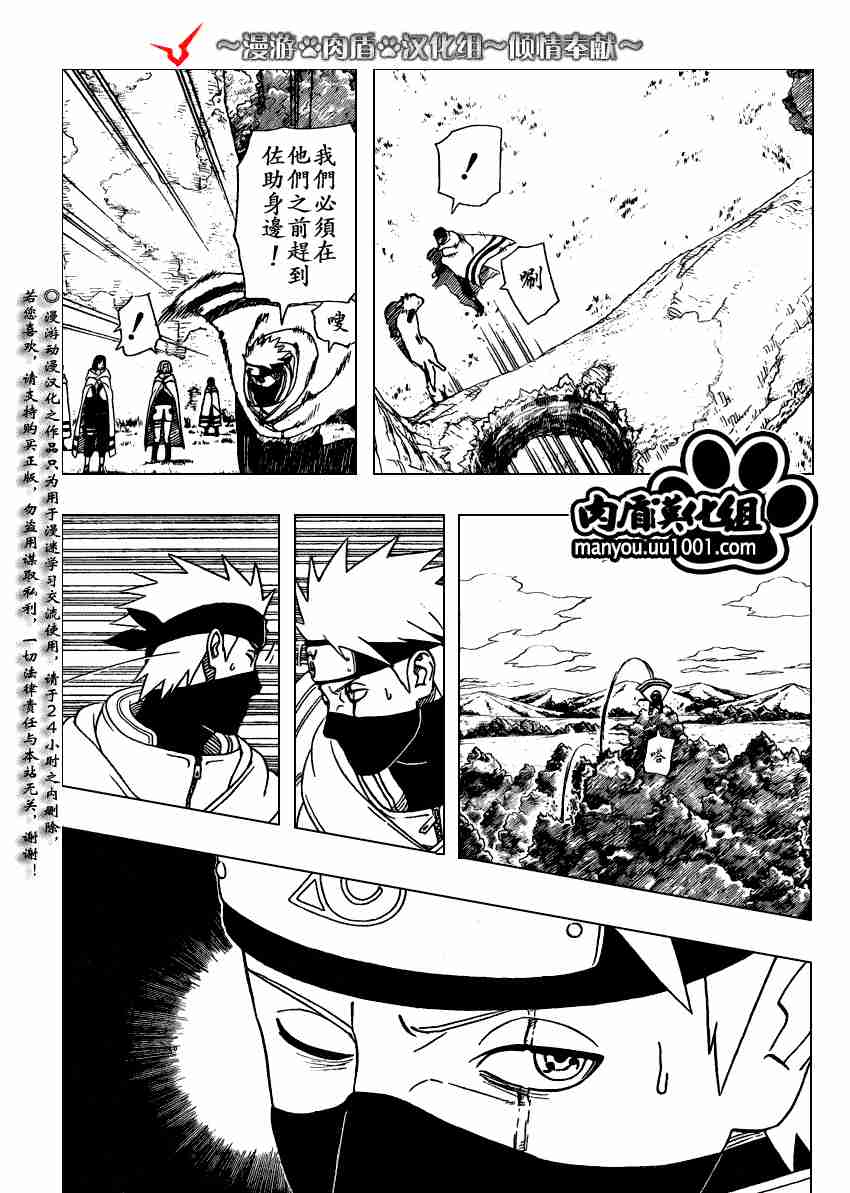 ～漫游 肉盾 汉化组～倾情奉献～
！
唰
我們必須在
他們之前趕到
佐助身邊！
嗖
！
◎漫游动漫汉化之作品只为用于漫迷学习交流使用，请于24小时之内删除，
若您喜欢，请支持购买正版，勿盗用谋取私利，一切法律责任与本站无关，谢谢！
肉盾漢化组
manyou.uu1001.com